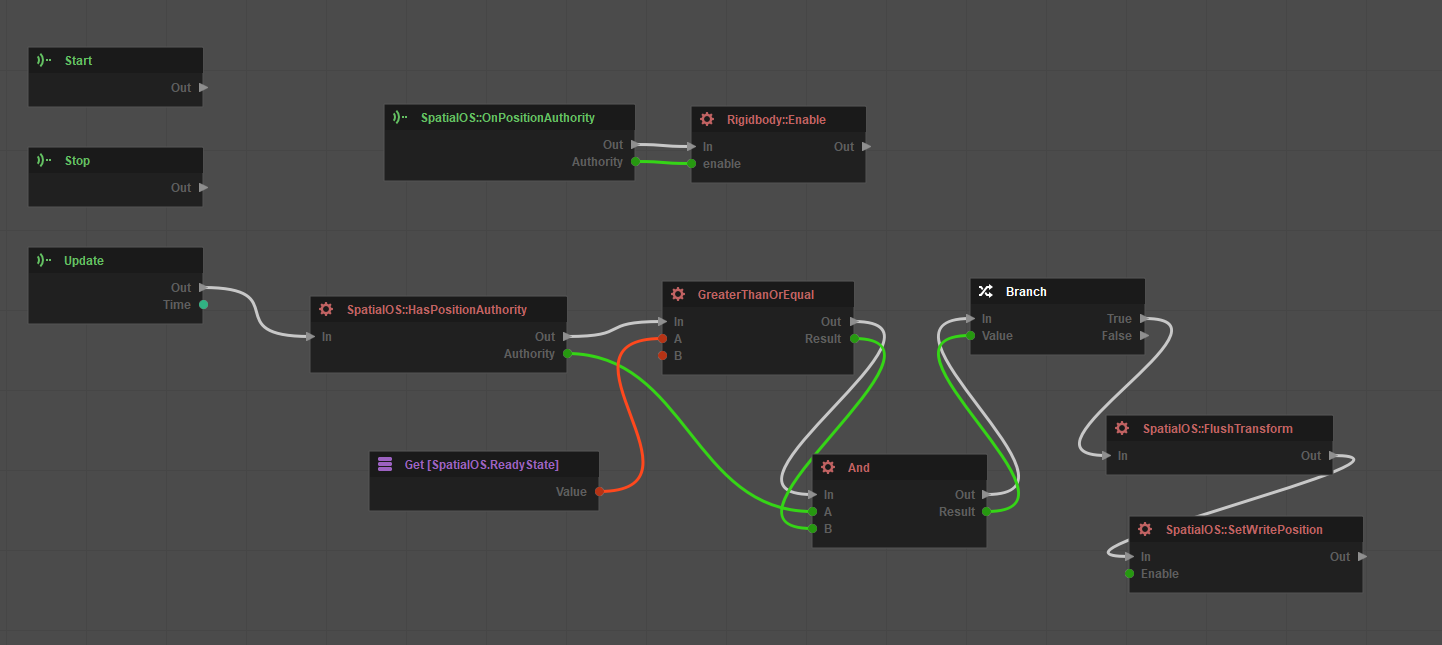 Start
Out
Stop
Out
Update
Out
Time
SpatialOS::OnPositionAuthority
Out
Authority
Rigidbody::Enable
In Out
enable
SpatialOS::HasPositionAuthority
In Out
Authority
GreaterThanOrEqual
In Out
A Result
B
Get [SpatialOS.ReadyState]
Value
And
In Out
A Result
B
Branch
In True
Value False
SpatialOS::FlushTransform
In Out
SpatialOS::SetWritePosition
In Out
Enable